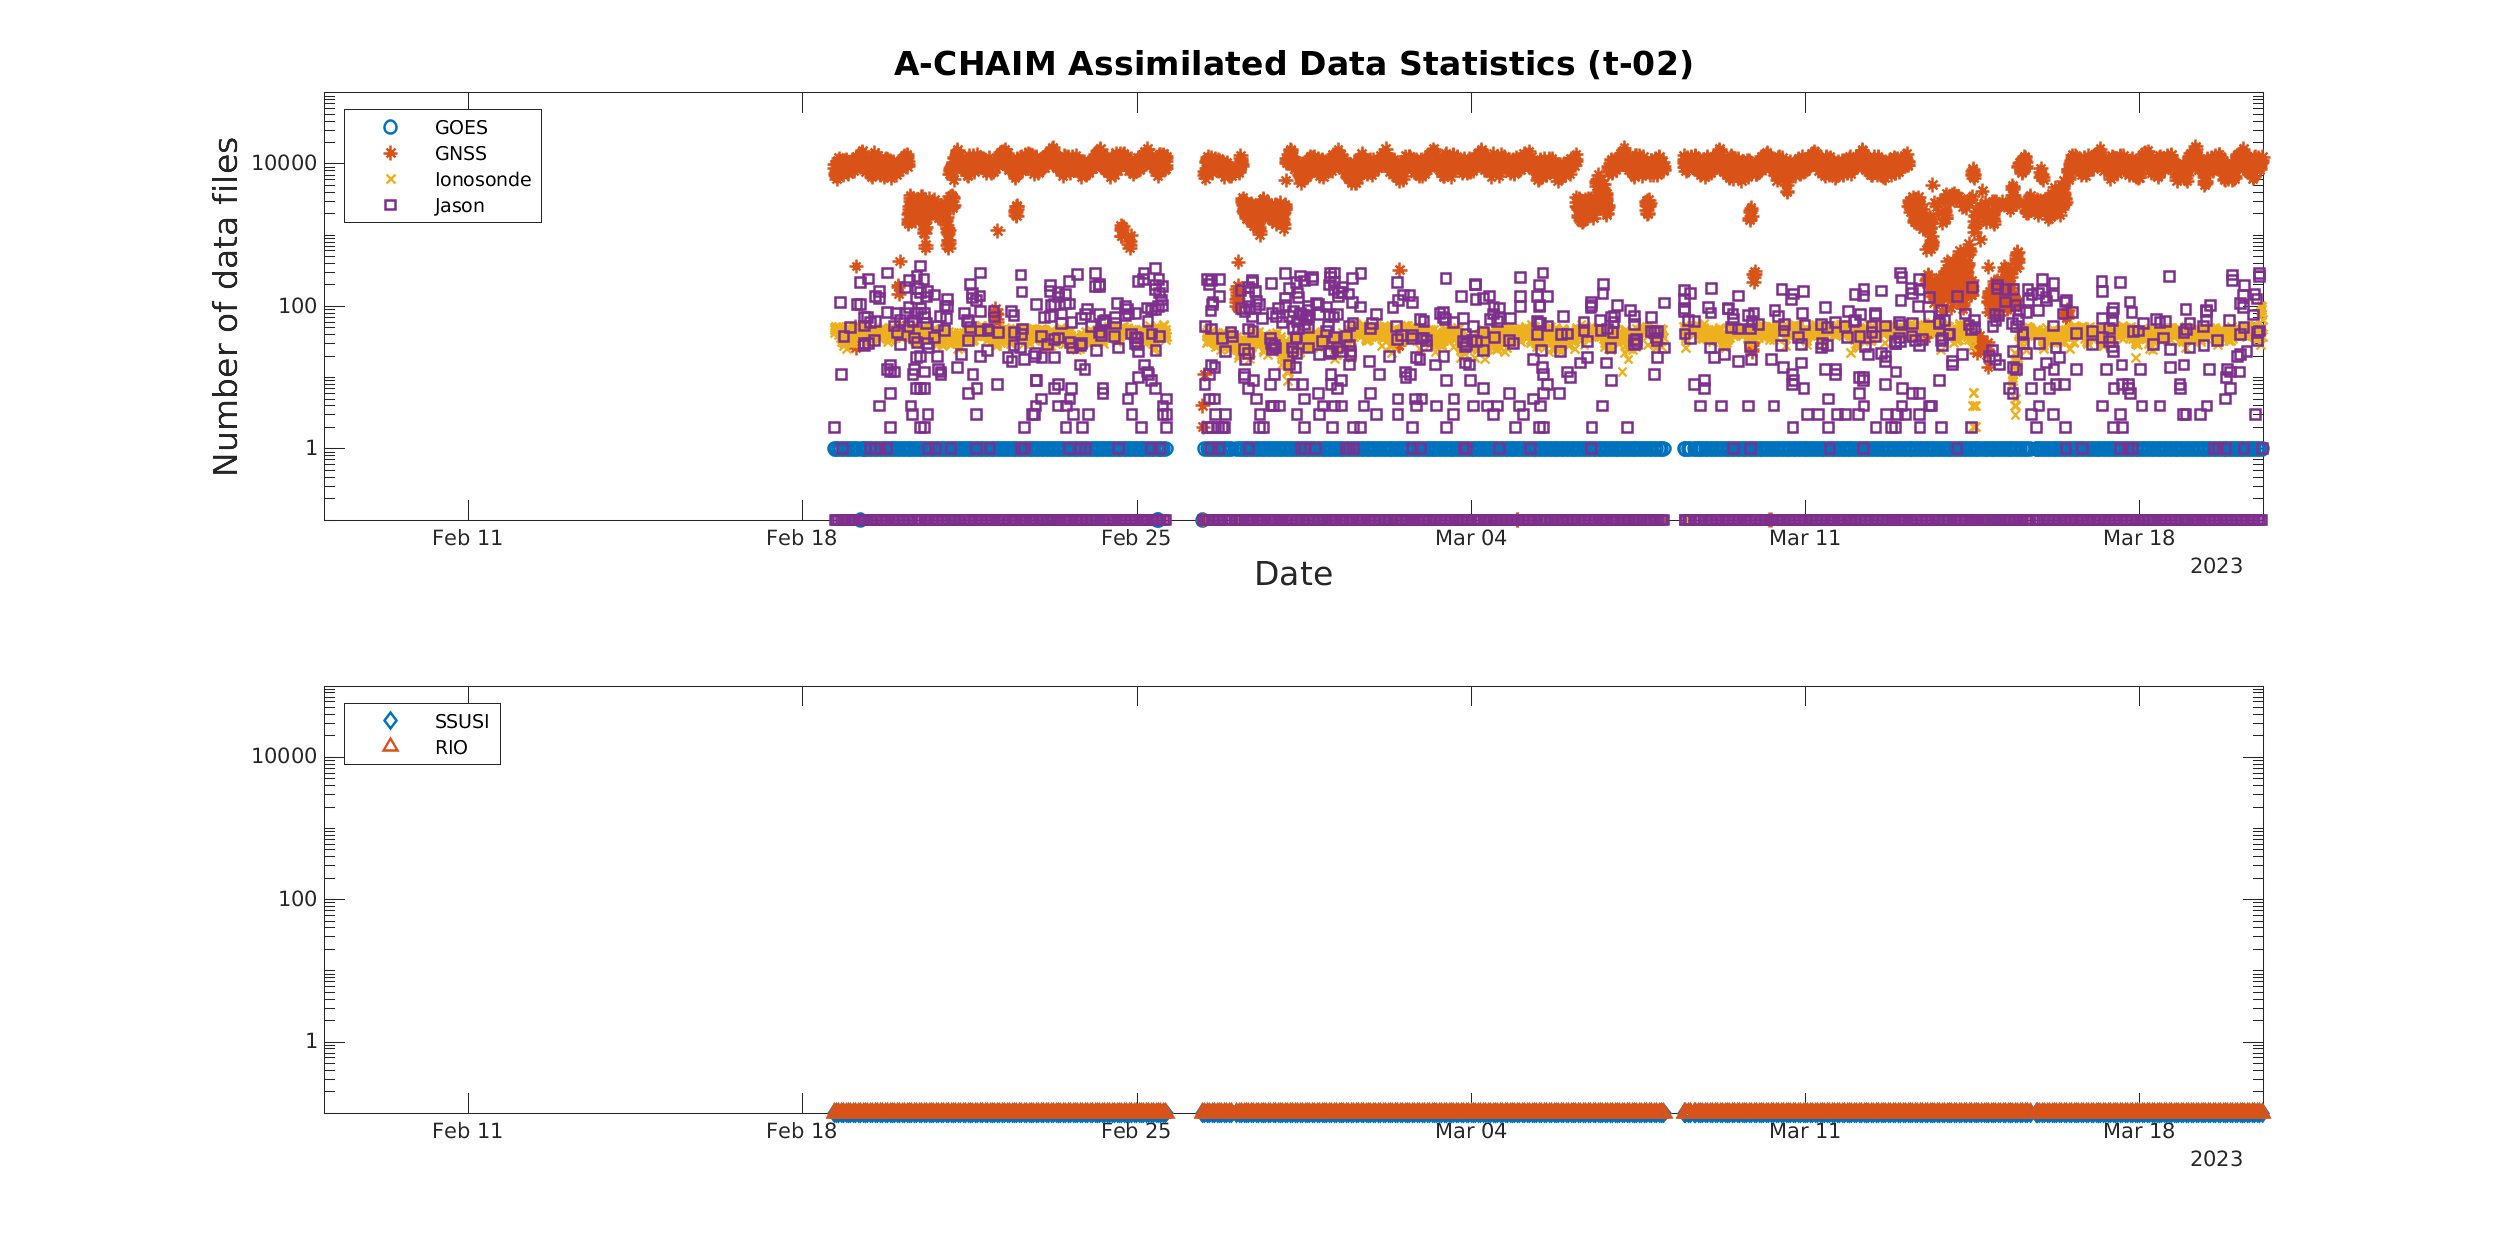 A-CHAIM Assimilated Data Statistics (t-02)
GOES
GNSS
Ionosonde
Jason
Number of data files
10000
100
1
Feb 11 Feb 18 Feb 25 Mar 04 Mar 11 Mar 18
2023
Date
SSUSI
RIO
10000
100
1
Feb 11 Feb 18 Feb 25 Mar 04 Mar 11 Mar 18
2023